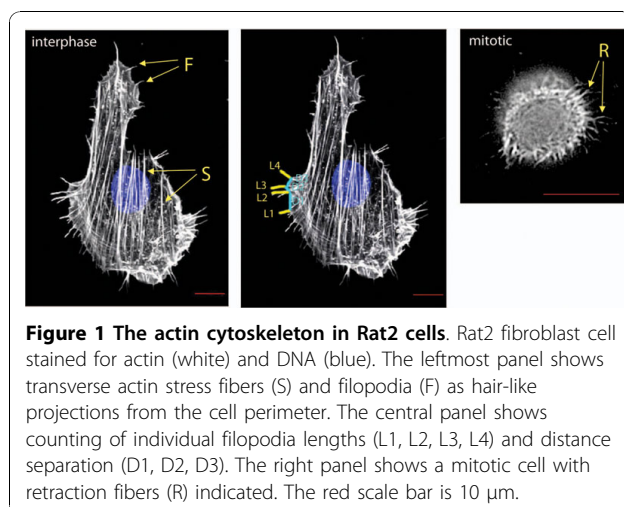 interphase
F
S
L4
L3
L2
L1
mitotic
R
Figure 1 The actin cytoskeleton in Rat2 cells. Rat2 fibroblast cell
stained for actin (white) and DNA (blue). The leftmost panel shows
transverse actin stress fibers (S) and filopodia (F) as hair-like
projections from the cell perimeter. The central panel shows
counting of individual filopodia lengths (L1, L2, L3, L4) and distance
separation (D1, D2, D3). The right panel shows a mitotic cell with
retraction fibers (R) indicated. The red scale bar is 10 μm.